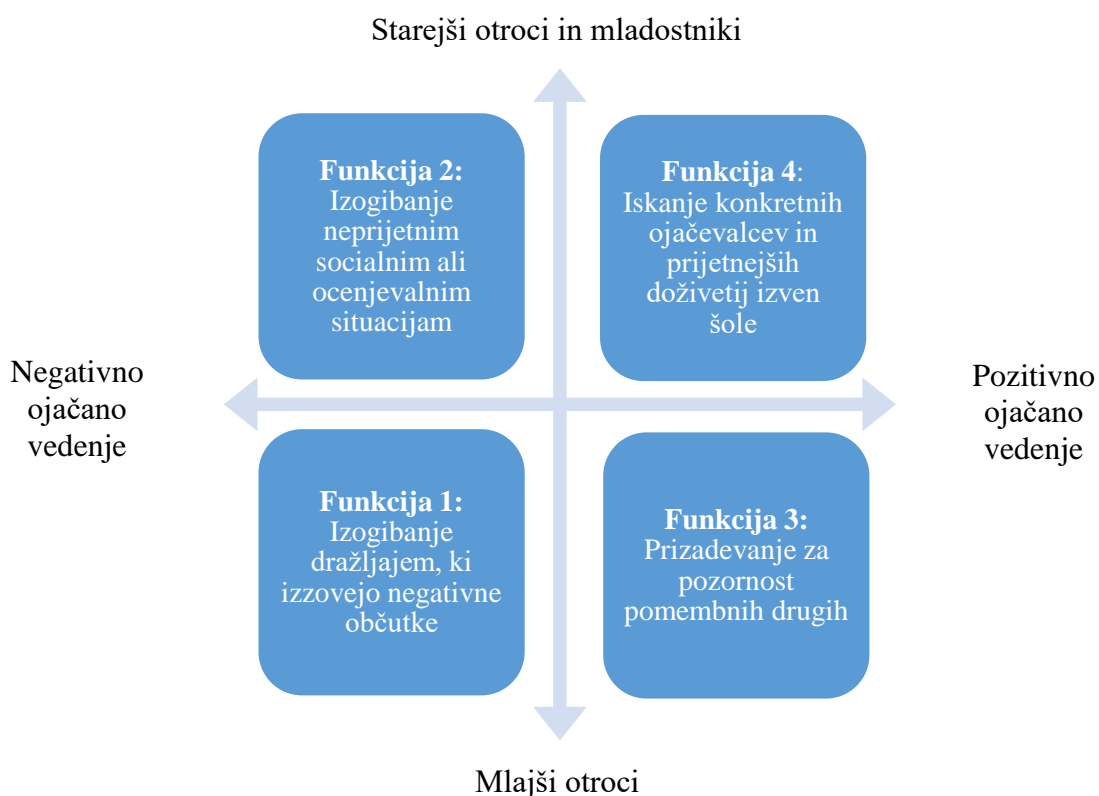 Starejši otroci in mladostniki
Funkcija 2:
Izogibanje
neprijetnim
socialnim ali
ocenjevalnim
situacijam
Funkcija 4:
Iskanje konkretnih
ojačevalcev in
prijetnejših
doživetij izven
šole
Negativno
ojačano
vedenje
Pozitivno
ojačano
vedenje
Funkcija 1:
Izogibanje
dražljajem, ki
izzovejo negativne
občutke
Funkcija 3:
Prizadevanje za
pozornost
pomembnih drugih
Mlajši otroci